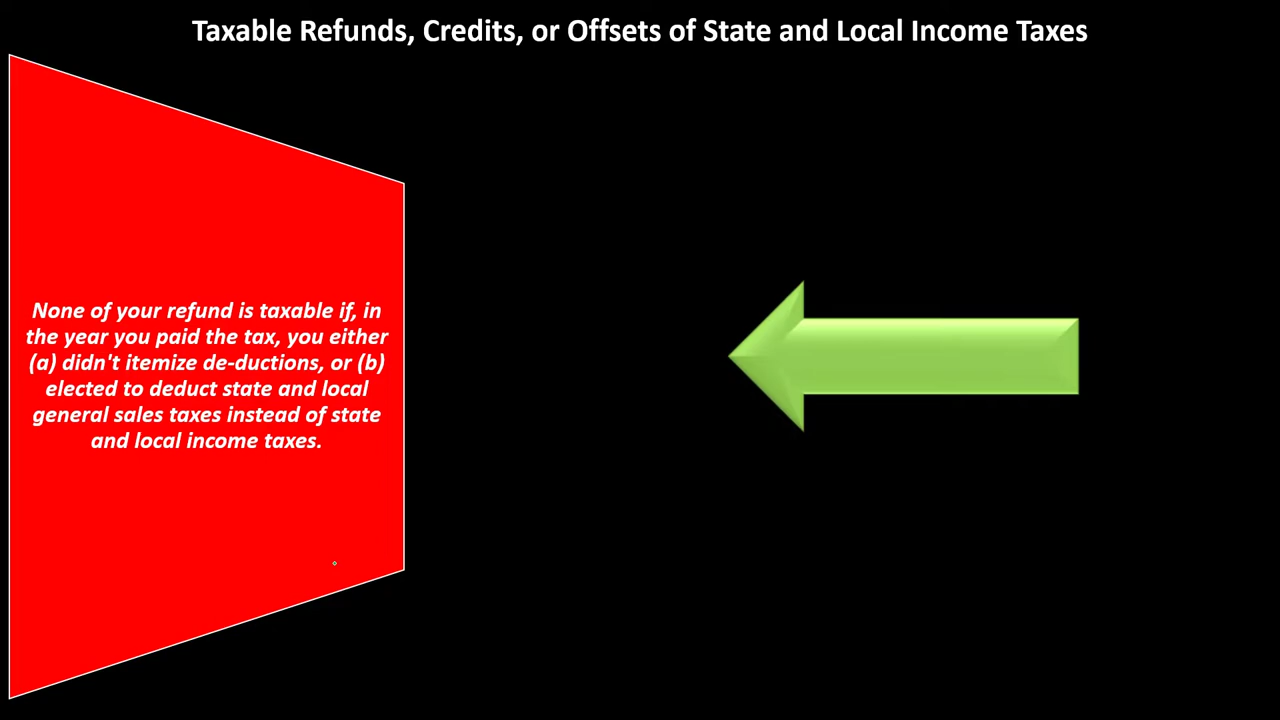 Taxable Refunds, Credits, or Offsets of State and Local Income Taxes
None of your refund is taxable if, in
the year you paid the tax, you either
(a) didn't itemize de-ductions, or (b)
elected to deduct state and local
general sales taxes instead of state
and local income taxes.